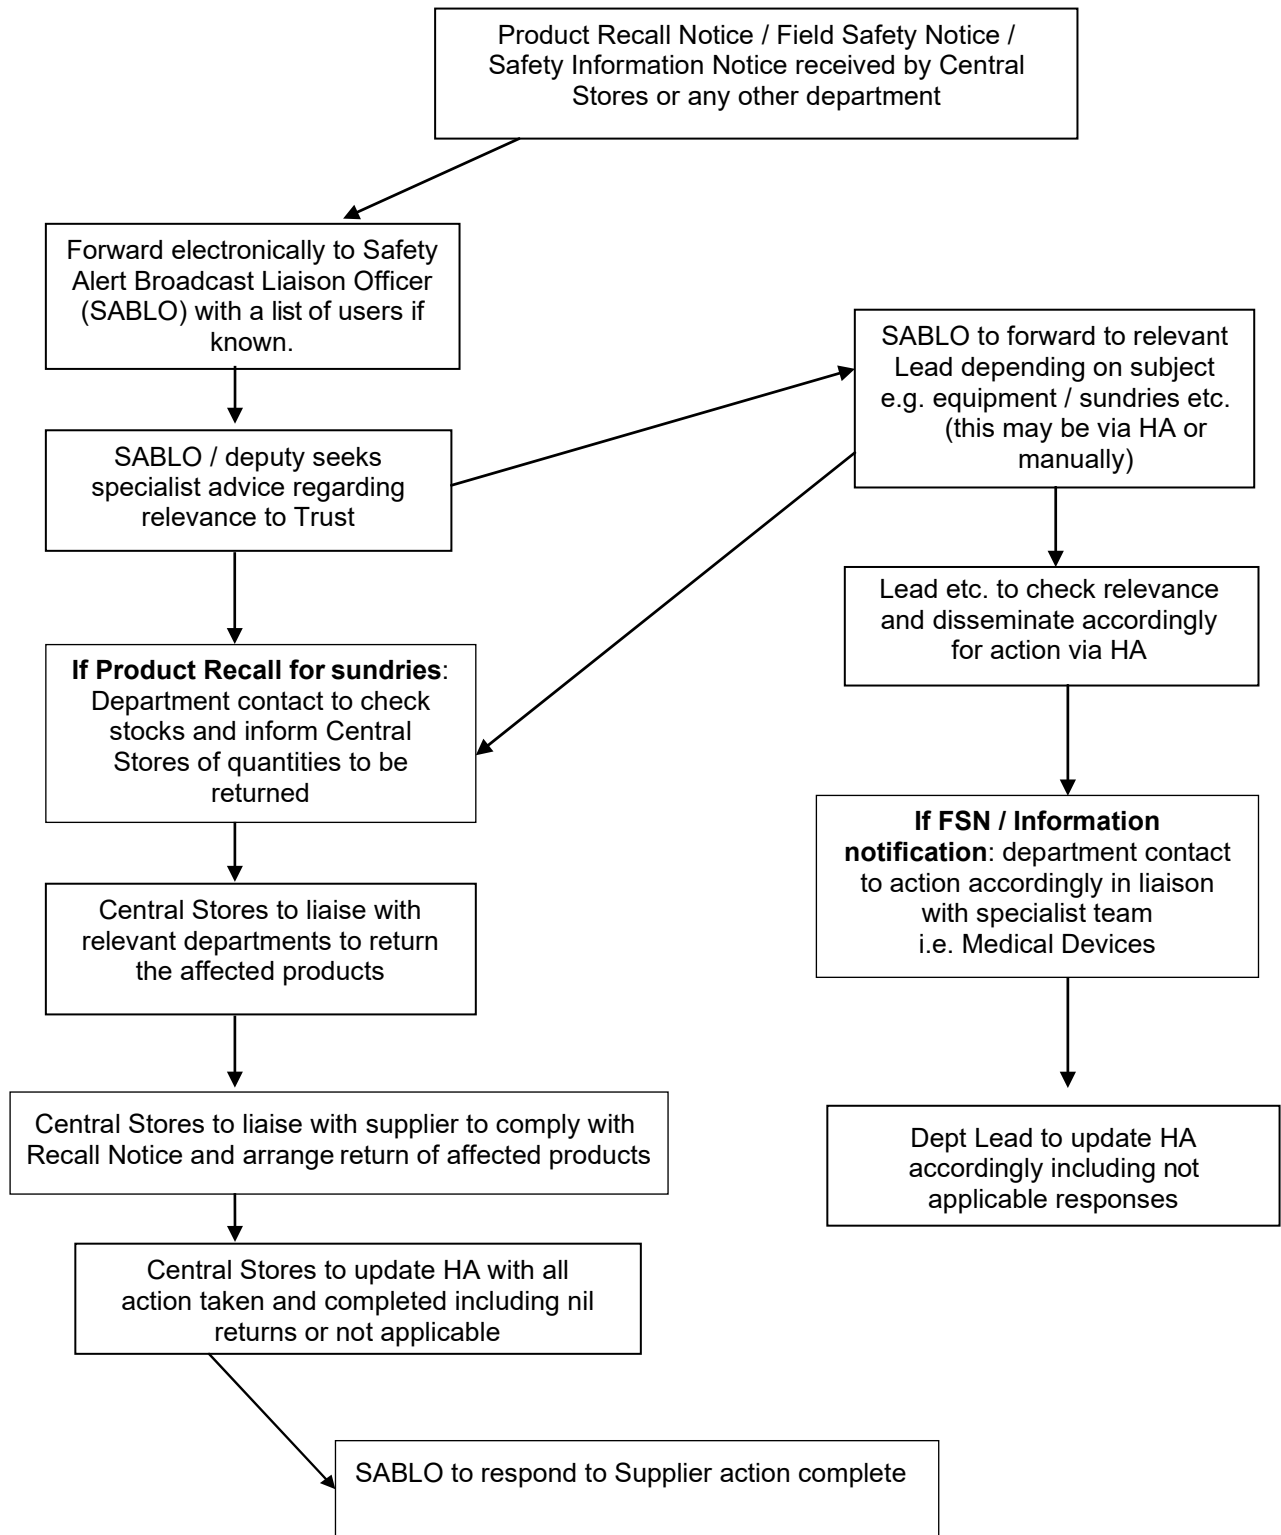 Product Recall Notice / Field Safety Notice /
Safety Information Notice received by Central
Stores or any other department
Forward electronically to Safety
Alert Broadcast Liaison Officer
(SABLO) with a list of users if
known.
SABLO to forward to relevant
Lead depending on subject
e.g. equipment / sundries etc.
(this may be via HA or
manually)
SABLO / deputy seeks
specialist advice regarding
relevance to Trust
Lead etc. to check relevance
and disseminate accordingly
for action via HA
If Product Recall for sundries:
Department contact to check
stocks and inform Central
Stores of quantities to be
returned
If FSN / Information
notification: department contact
to action accordingly in liaison
with specialist team
i.e. Medical Devices
Central Stores to liaise with
relevant departments to return
the affected products
Central Stores to liaise with supplier to comply with
Recall Notice and arrange return of affected products
Dept Lead to update HA
accordingly including not
applicable responses
Central Stores to update HA with all
action taken and completed including nil
returns or not applicable
SABLO to respond to Supplier action complete